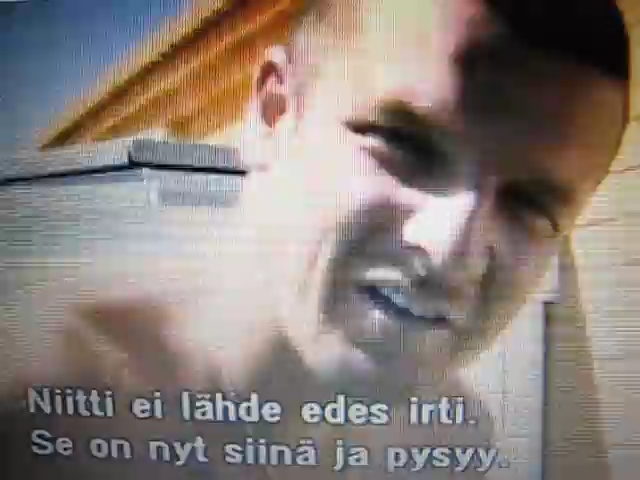 Niitti ei lähde edes irti.
Se on nyt siinä ja pysyy.